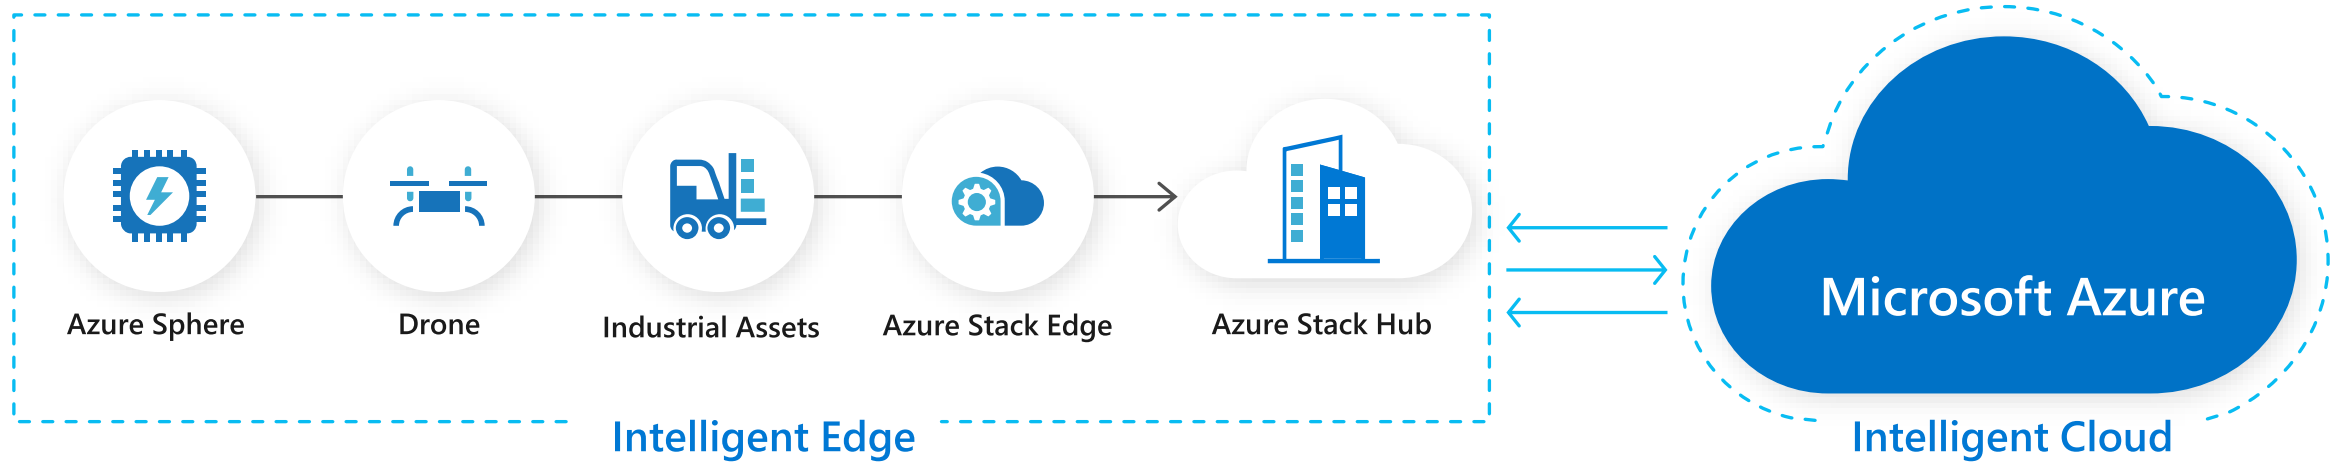 Azure Sphere
Drone
Industrial Assets
Azure Stack Edge
Azure Stack Hub
Microsoft Azure
Intelligent Edge
Intelligent Cloud